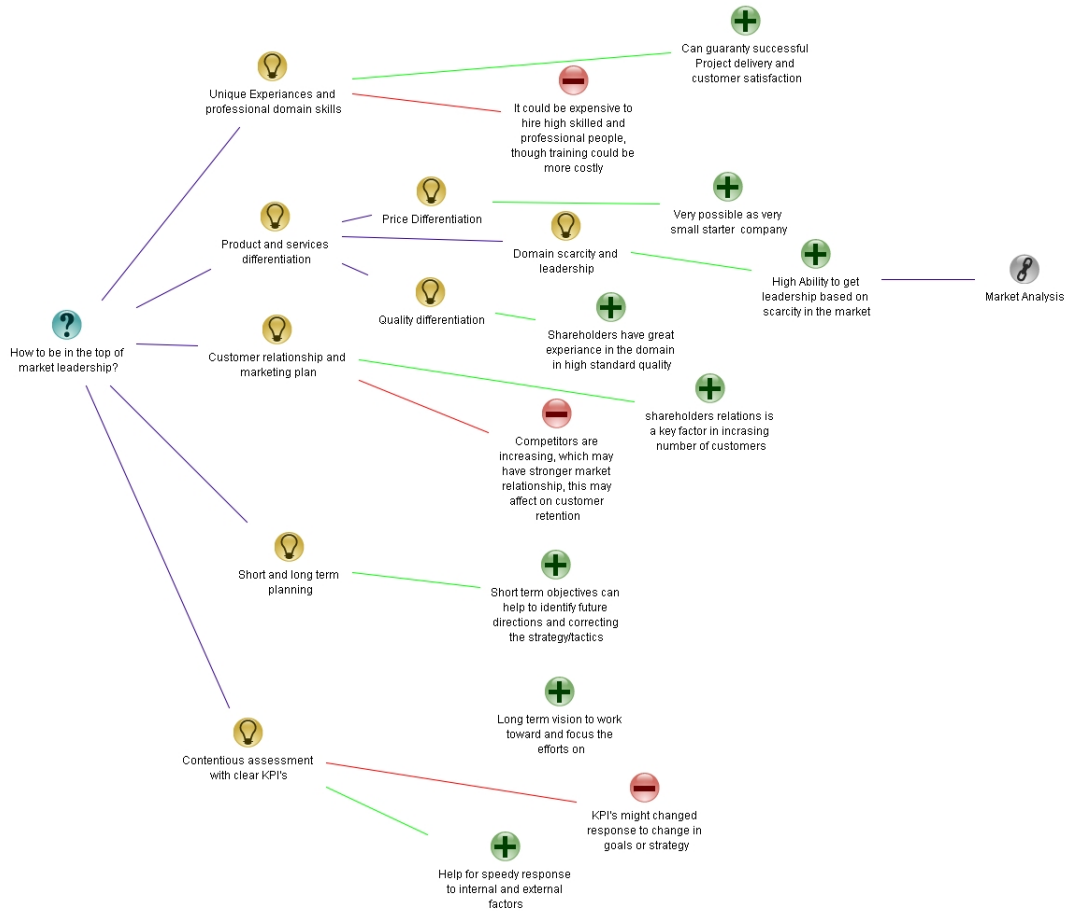 Can guaranty successful
Project delivery and
customer satisfaction
Unique Experiances and
professional domain skills
It could be expensive to
hire high skilled and
professional people,
though training could be
more costly
Price Differentiation
Very possible as very
small starter company
Product and services
differentiation
Domain scarcity and
leadership
High Ability to get
leadership based on
scarcity in the market
Market Analysis
Quality differentiation
Shareholders have great
experiance in the domain
in high standard quality
How to be in the top of
market leadership?
Customer relationship and
marketing plan
shareholders relations is
a key factor in incrasing
number of customers
Competitors are
increasing, which may
have stronger market
relationship, this may
affect on customer
retention
Short and long term
planning
Short term objectives can
help to identify future
directions and correcting
the strategy/tactics
Long term vision to work
toward and focus the
efforts on
Contentious assessment
with clear KPI's
KPI's might changed
response to change in
goals or strategy
Help for speedy response
to internal and external
factors